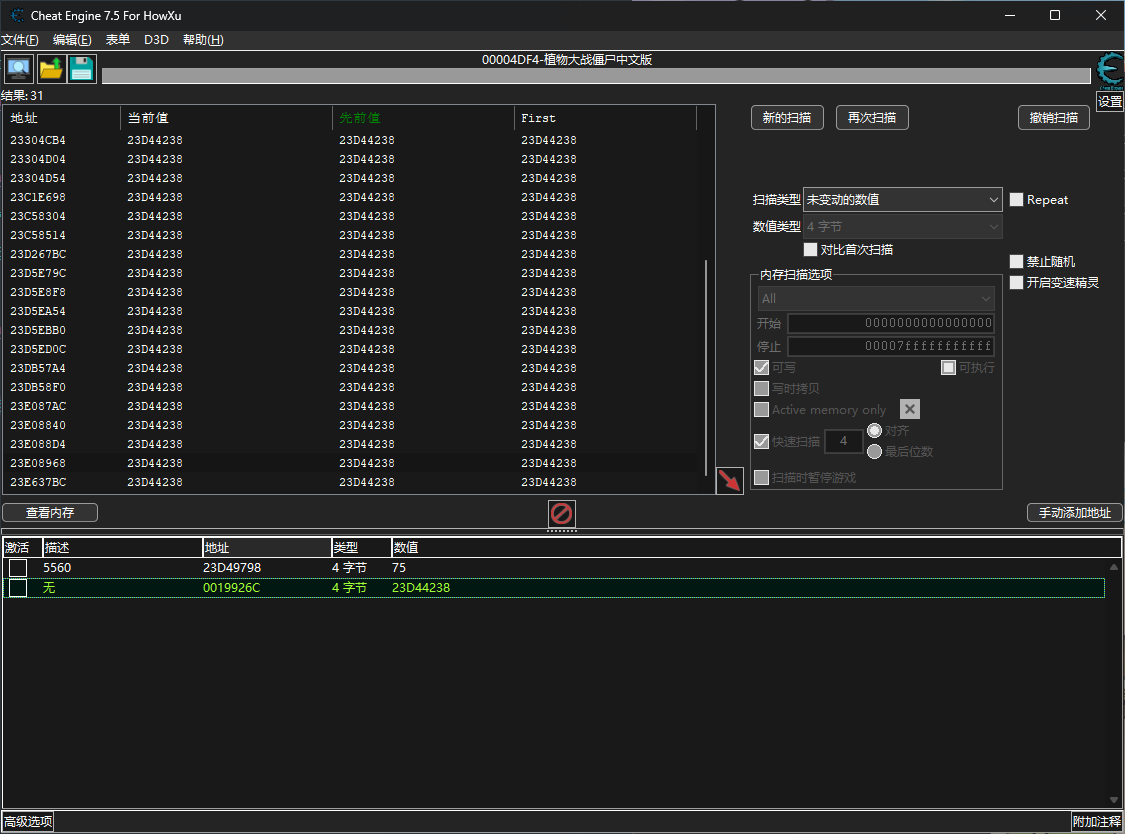 Cheat Engine 7.5 For HowXu
文件(F) 编辑(E) 表单 D3D 帮助(H)
00004DF4-植物大战僵尸中文版
结果: 31
设置
地址 当前值 先前值 First
23304CB4 23D44238 23D44238 23D44238
23304D04 23D44238 23D44238 23D44238
23304D54 23D44238 23D44238 23D44238
23C1E698 23D44238 23D44238 23D44238
23C58304 23D44238 23D44238 23D44238
23C58514 23D44238 23D44238 23D44238
23D267BC 23D44238 23D44238 23D44238
23D5E79C 23D44238 23D44238 23D44238
23D5E8F8 23D44238 23D44238 23D44238
23D5EA54 23D44238 23D44238 23D44238
23D5EBB0 23D44238 23D44238 23D44238
23D5ED0C 23D44238 23D44238 23D44238
23DB57A4 23D44238 23D44238 23D44238
23DB58F0 23D44238 23D44238 23D44238
23E087AC 23D44238 23D44238 23D44238
23E08840 23D44238 23D44238 23D44238
23E088D4 23D44238 23D44238 23D44238
23E08968 23D44238 23D44238 23D44238
23E637BC 23D44238 23D44238 23D44238
新的扫描 再次扫描 撤销扫描
扫描类型 未变动的数值 Repeat
数值类型 4 字节
对比首次扫描
禁止随机
开启变速精灵
内存扫描选项
All
开始 0000000000000000
停止 00007fffffffffff
可写 可执行
写时拷贝
Active memory only
快速扫描 4 对齐
最后位数
扫描时暂停游戏
查看内存 手动添加地址
激活 描述 地址 类型 数值
5560 23D49798 4 字节 75
无 0019926C 4 字节 23D44238
高级选项 附加注释